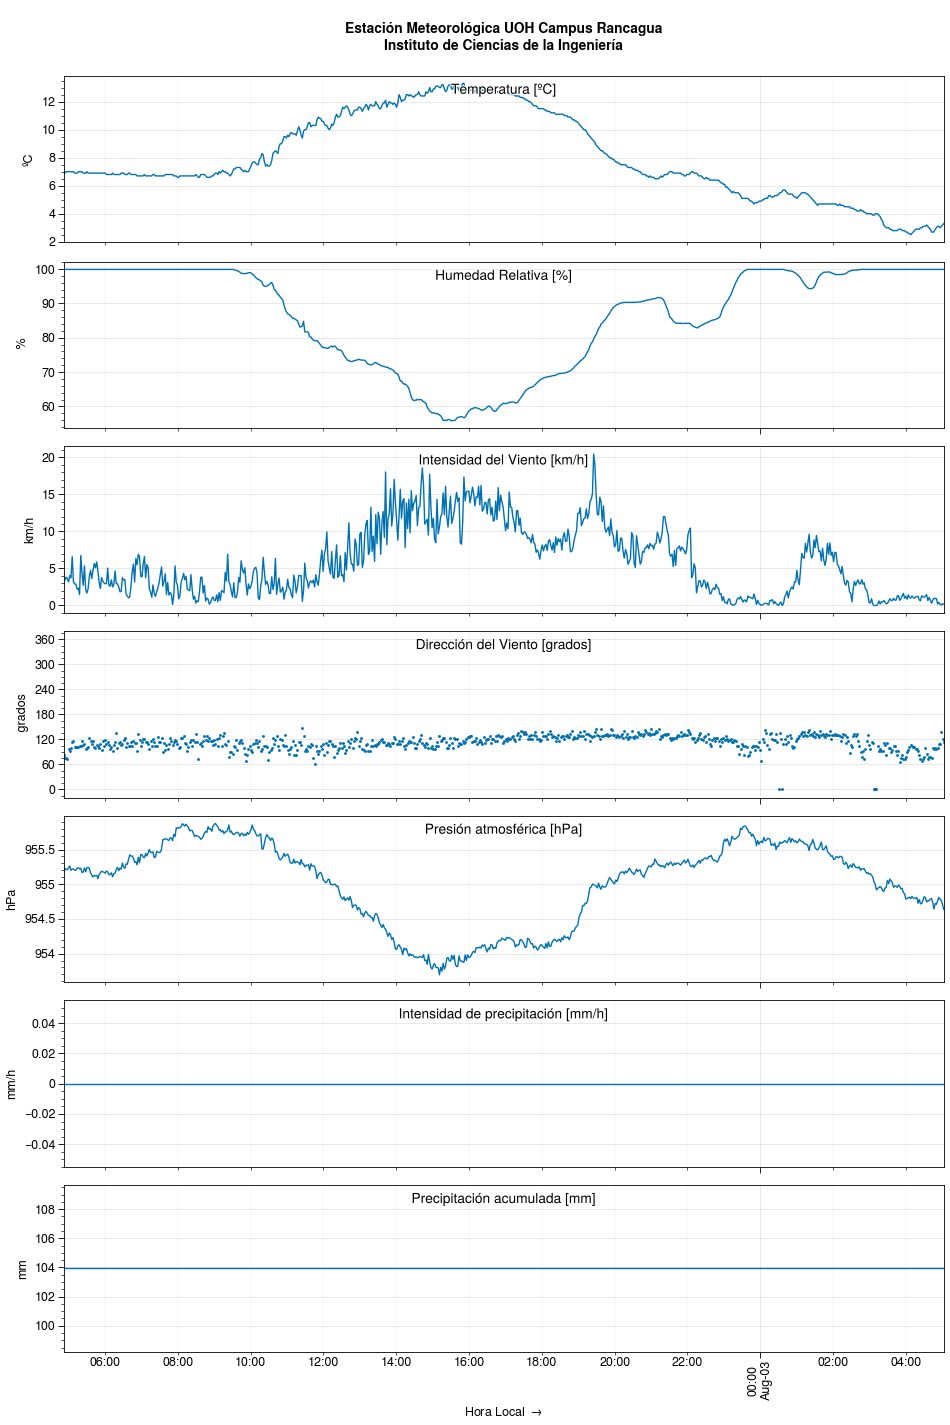 Estación Meteorológica UOH Campus Rancagua
Instituto de Ciencias de la Ingeniería
Temperatura [ºC]
ºC
12
10
8
6
4
2
Humedad Relativa [%]
%
100
90
80
70
60
Intensidad del Viento [km/h]
km/h
20
15
10
5
0
Dirección del Viento [grados]
grados
360
300
240
180
120
60
0
Presión atmosférica [hPa]
hPa
955.5
955
954.5
954
Intensidad de precipitación [mm/h]
mm/h
0.04
0.02
0
−0.02
−0.04
Precipitación acumulada [mm]
mm
108
106
104
102
100
06:00 08:00 10:00 12:00 14:00 16:00 18:00 20:00 22:00 00:00 02:00 04:00
Aug-03
Hora Local →